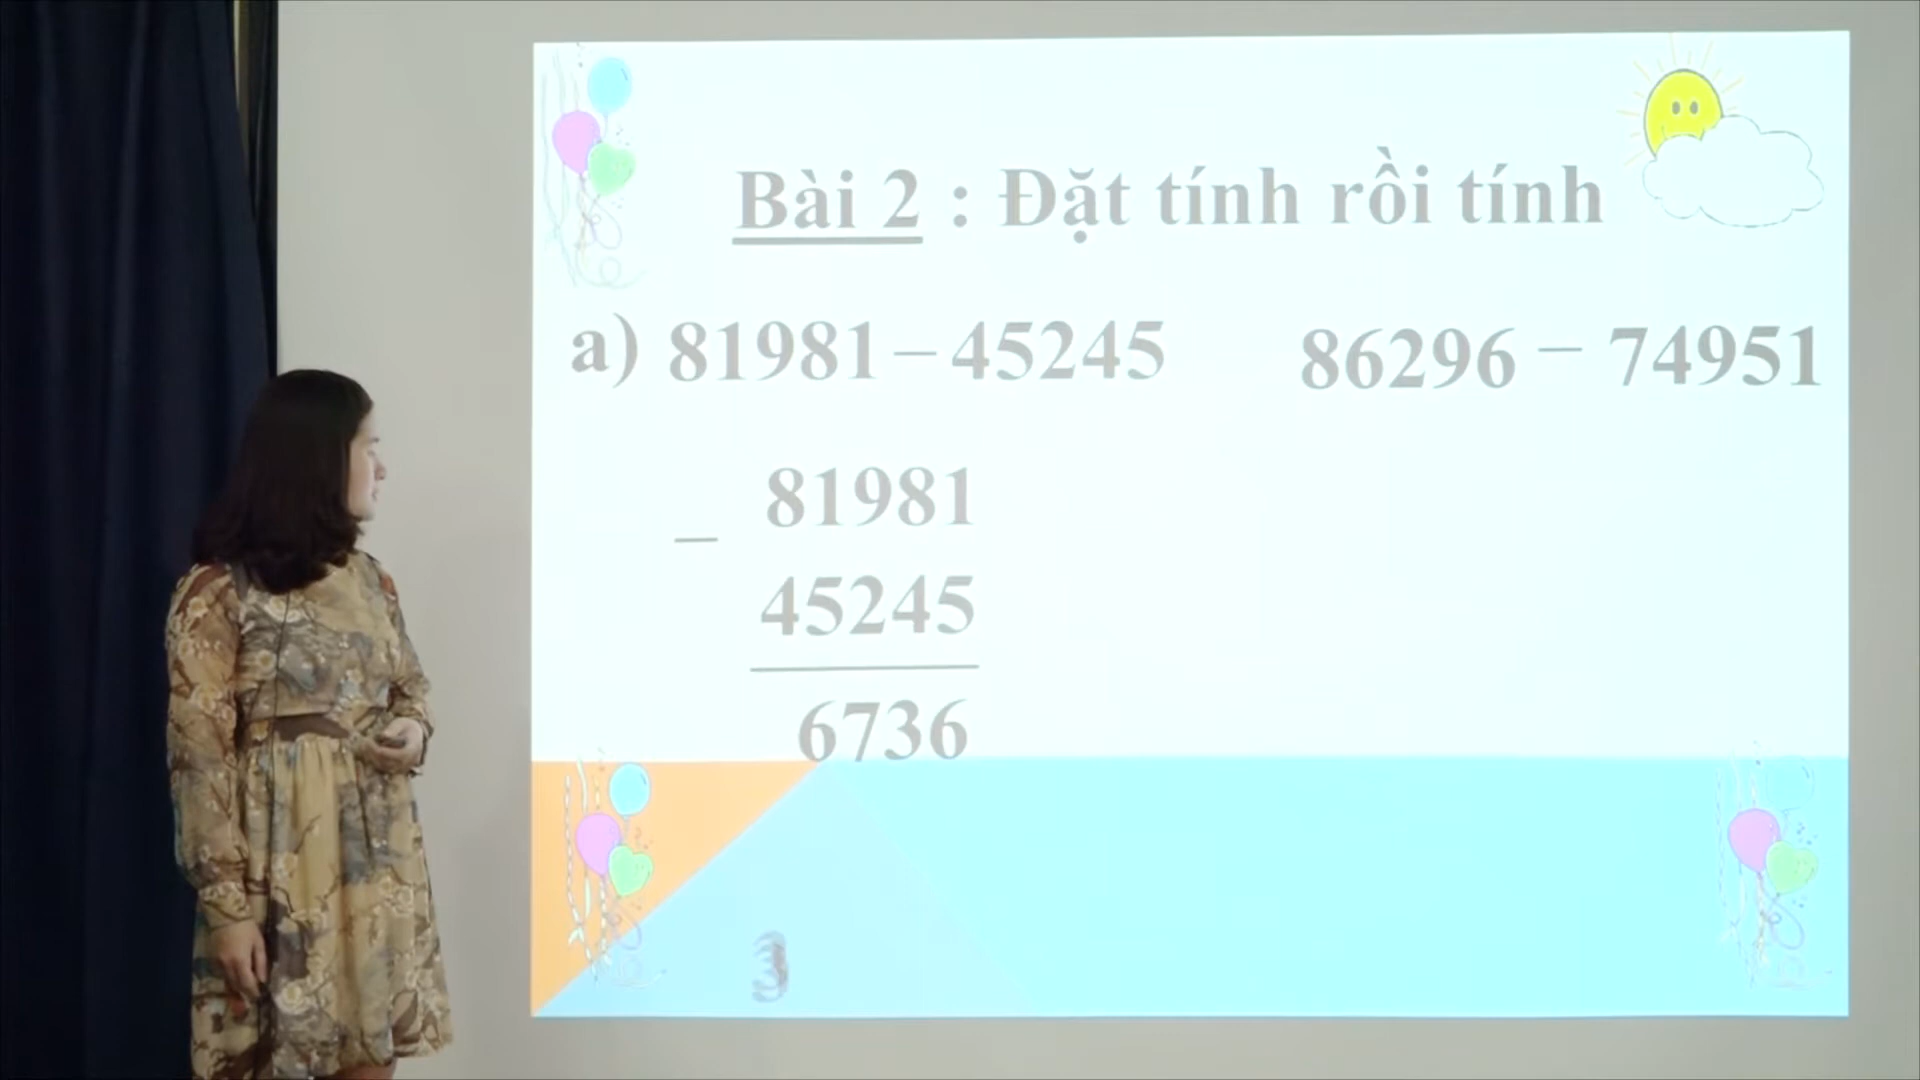 Bài 2 : Đặt tính rồi tính
a) 81981 – 45245 86296 – 74951
81981
–
45245
6736
3